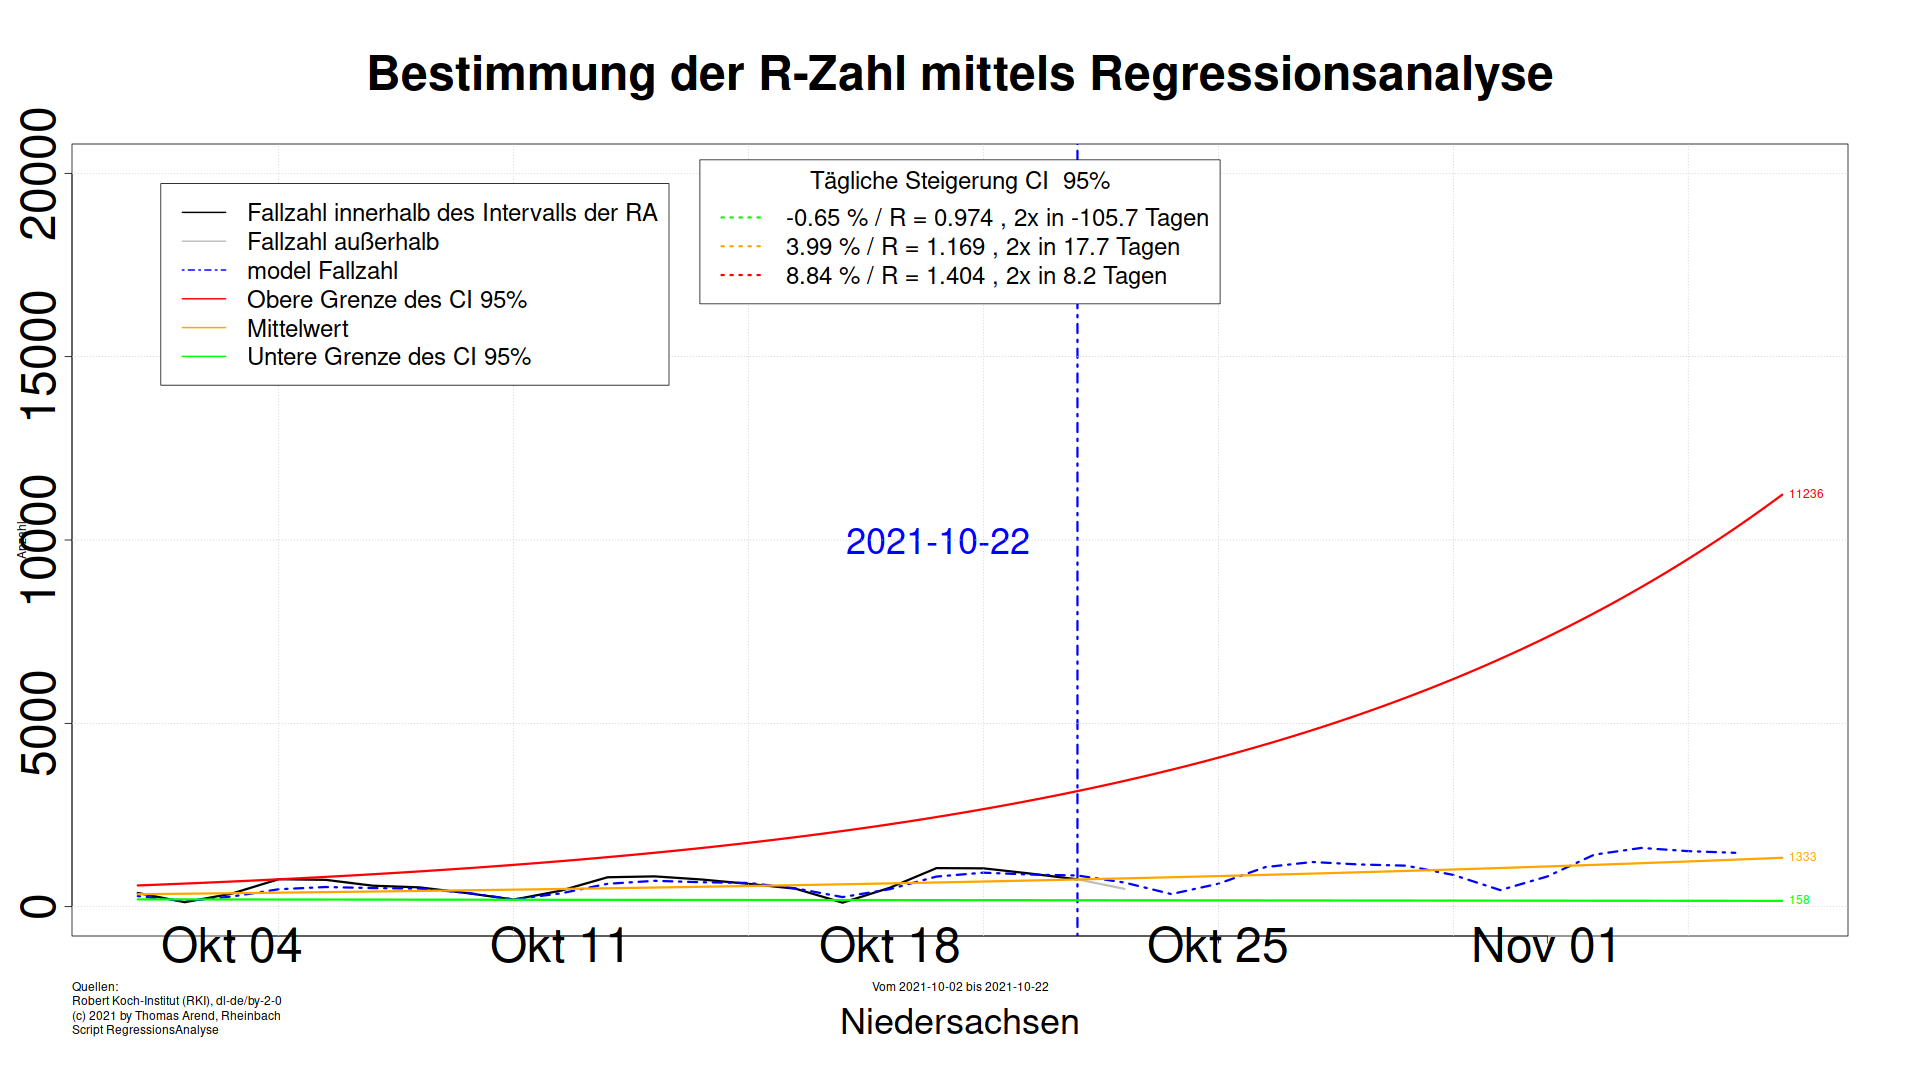 Bestimmung der R-Zahl mittels Regressionsanalyse
20000
15000
10000
5000
0
Anzahl
Fallzahl innerhalb des Intervalls der RA
Fallzahl außerhalb
model Fallzahl
Obere Grenze des CI 95%
Mittelwert
Untere Grenze des CI 95%
Tägliche Steigerung CI  95%
-0.65 % / R = 0.974 , 2x in -105.7 Tagen
3.99 % / R = 1.169 , 2x in 17.7 Tagen
8.84 % / R = 1.404 , 2x in 8.2 Tagen
2021-10-22
11236
1333
158
Okt 04
Okt 11
Okt 18
Okt 25
Nov 01
Quellen:
Robert Koch-Institut (RKI), dl-de/by-2-0
(c) 2021 by Thomas Arend, Rheinbach
Script RegressionsAnalyse
Vom 2021-10-02 bis 2021-10-22
Niedersachsen